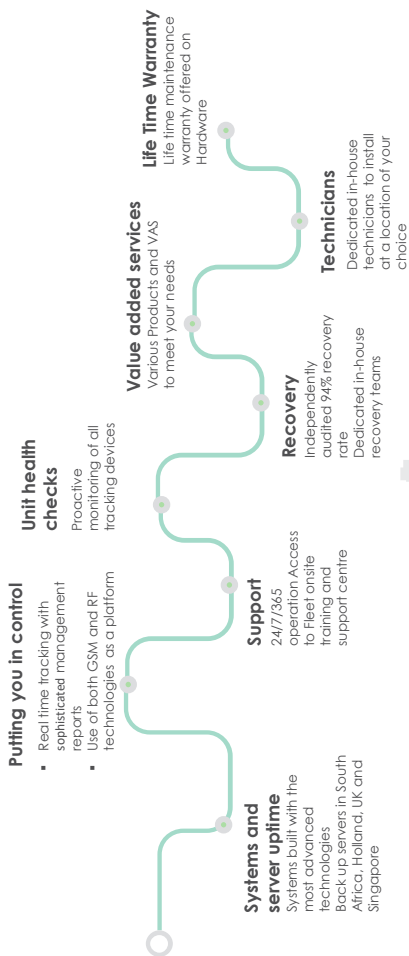 Systems and
server uptime
Systems built with the
most advanced
technologies
Back up servers in South
Africa, Holland, UK and
Singapore
Putting you in control
▪ Real time tracking with
sophisticated management
reports
▪ Use of both GSM and RF
technologies as a platform
Support
24/7/365
operation Access
to Fleet onsite
training and
support centre
Unit health
checks
Proactive
monitoring of all
tracking devices
Recovery
Independently
audited 94% recovery
rate
Dedicated in-house
recovery teams
Value added services
Various Products and VAS
to meet your needs
Technicians
Dedicated in-house
technicians to install
at a location of your
choice
Life Time Warranty
Life time maintenance
warranty offered on
Hardware